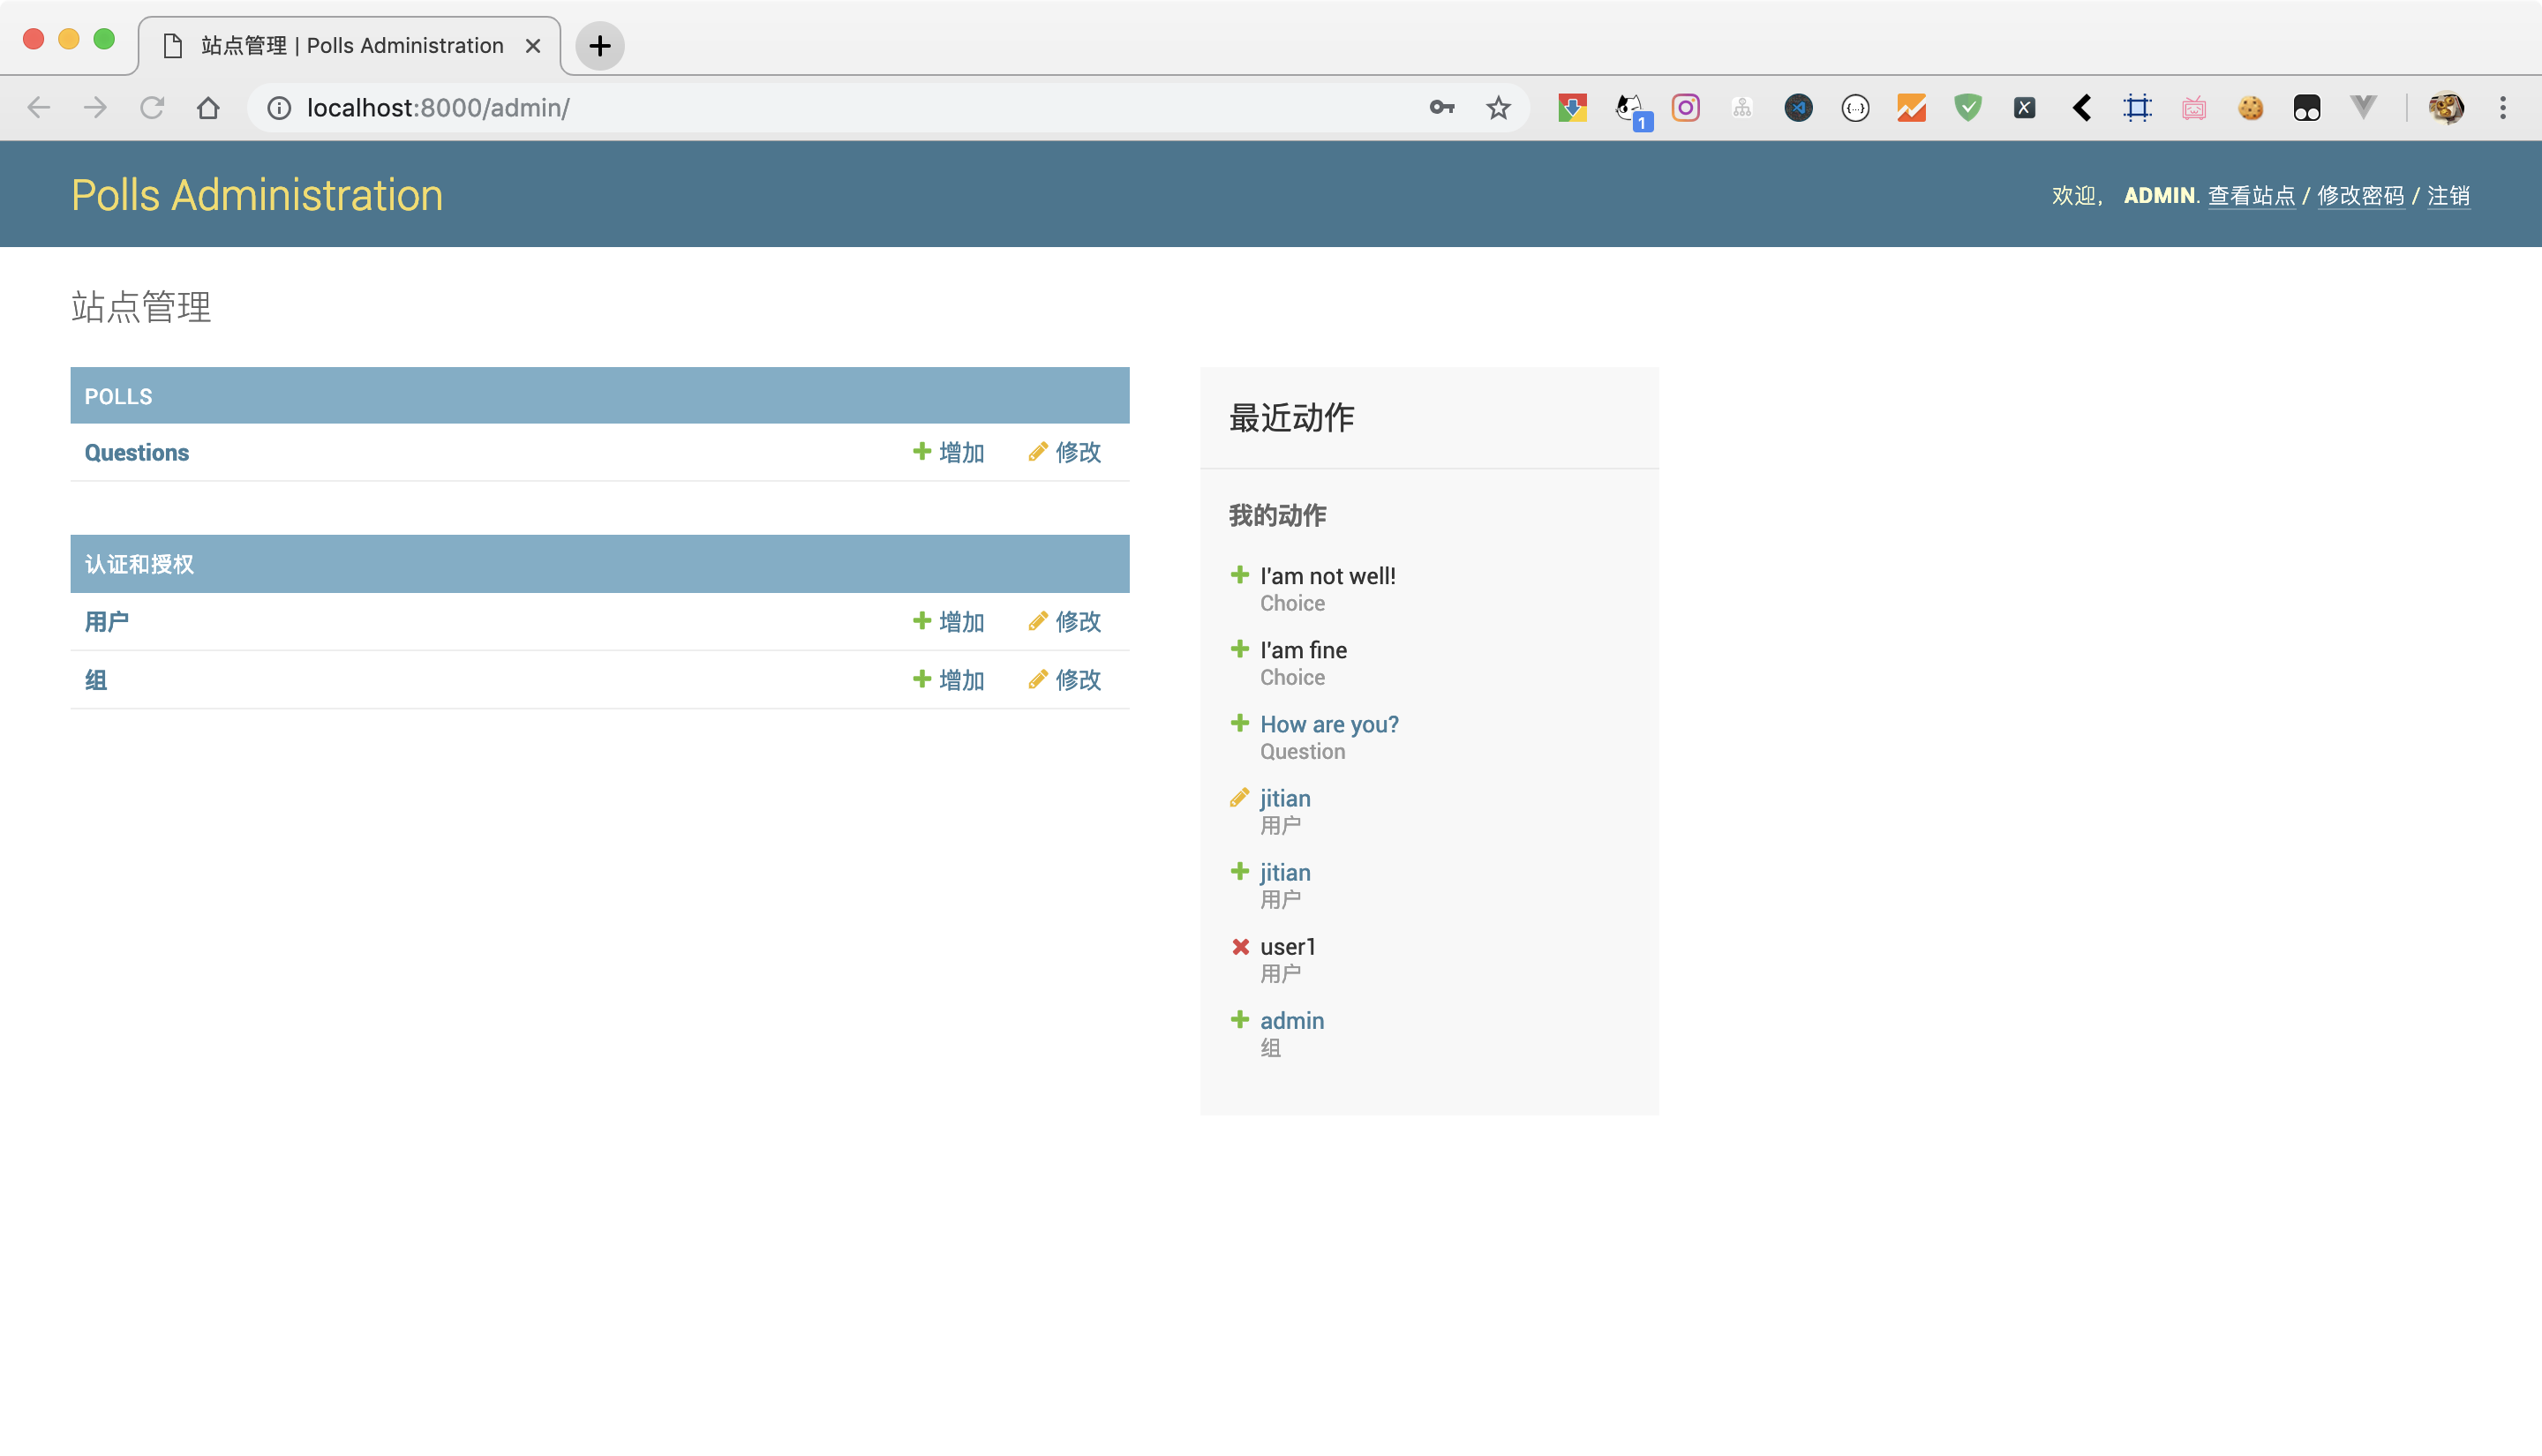 站点管理 | Polls Administration
localhost:8000/admin/
1
Polls Administration
欢迎， ADMIN. 查看站点 / 修改密码 / 注销
站点管理
POLLS
Questions 增加 修改
认证和授权
用户 增加 修改
组 增加 修改
最近动作
我的动作
I'am not well!
Choice
I'am fine
Choice
How are you?
Question
jitian
用户
jitian
用户
user1
用户
admin
组